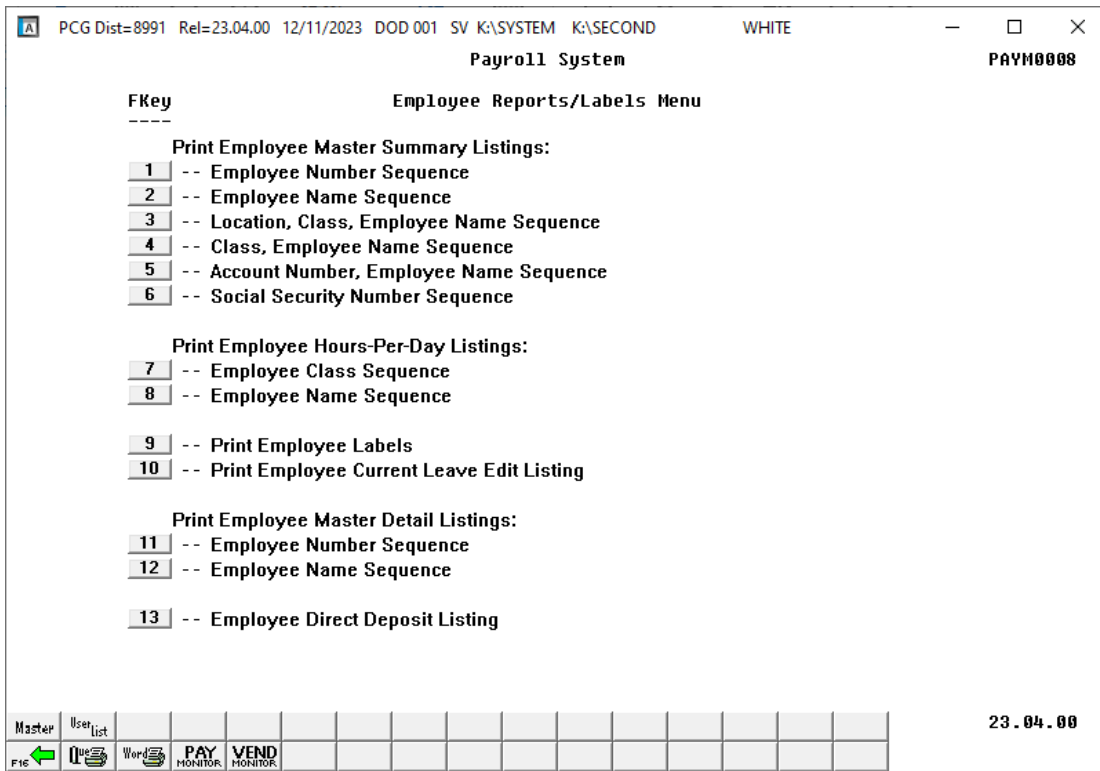 A PCG Dist=8991 Rel=23.04.00 12/11/2023 DOD 001 SV K:\SYSTEM K:\SECOND WHITE
Payroll System PAYM0008
FKey Employee Reports/Labels Menu
----
Print Employee Master Summary Listings:
1 -- Employee Number Sequence
2 -- Employee Name Sequence
3 -- Location, Class, Employee Name Sequence
4 -- Class, Employee Name Sequence
5 -- Account Number, Employee Name Sequence
6 -- Social Security Number Sequence
Print Employee Hours-Per-Day Listings:
7 -- Employee Class Sequence
8 -- Employee Name Sequence
9 -- Print Employee Labels
10 -- Print Employee Current Leave Edit Listing
Print Employee Master Detail Listings:
11 -- Employee Number Sequence
12 -- Employee Name Sequence
13 -- Employee Direct Deposit Listing
Master User List 23.04.00
F16 Que Word PAY MONITOR VEND MONITOR